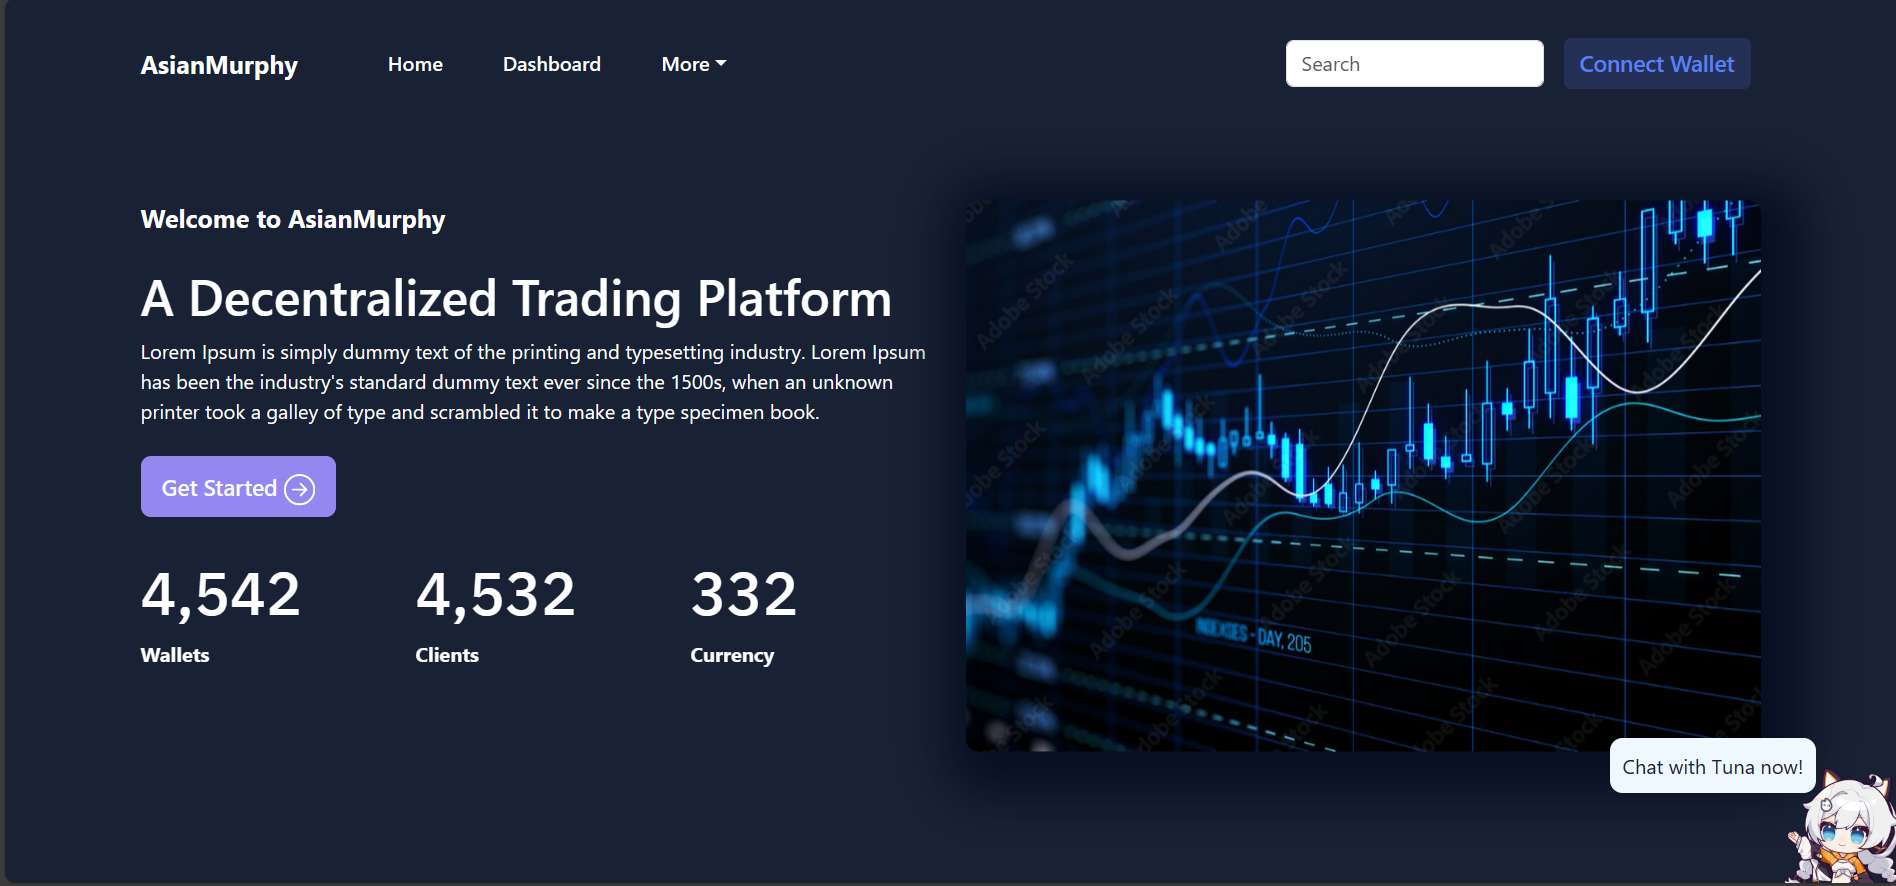 AsianMurphy
Home
Dashboard
More
Search
Connect Wallet
Welcome to AsianMurphy
A Decentralized Trading Platform
Lorem Ipsum is simply dummy text of the printing and typesetting industry. Lorem Ipsum
has been the industry's standard dummy text ever since the 1500s, when an unknown
printer took a galley of type and scrambled it to make a type specimen book.
Get Started
4,542
4,532
332
Wallets
Clients
Currency
Adobe Stock
INDEXSES - DAY, 205
Chat with Tuna now!